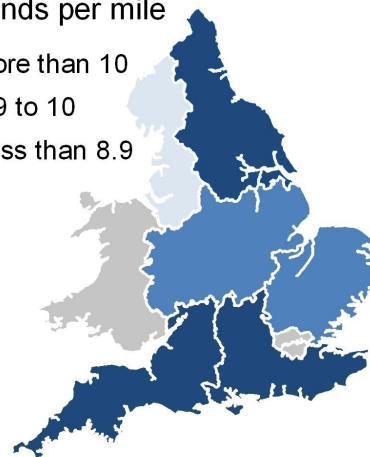 nds per mile
ore than 10
9 to 10
ss than 8.9